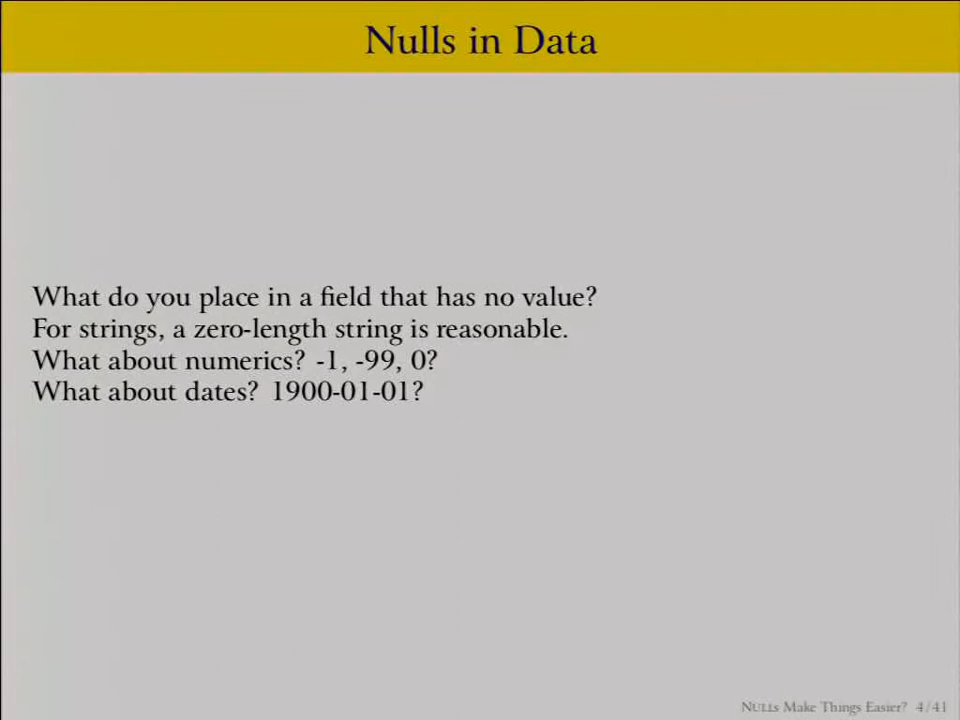 Nulls in Data
What do you place in a field that has no value?
For strings, a zero-length string is reasonable.
What about numerics? -1, -99, 0?
What about dates? 1900-01-01?
NULLs Make Things Easier? 4/41